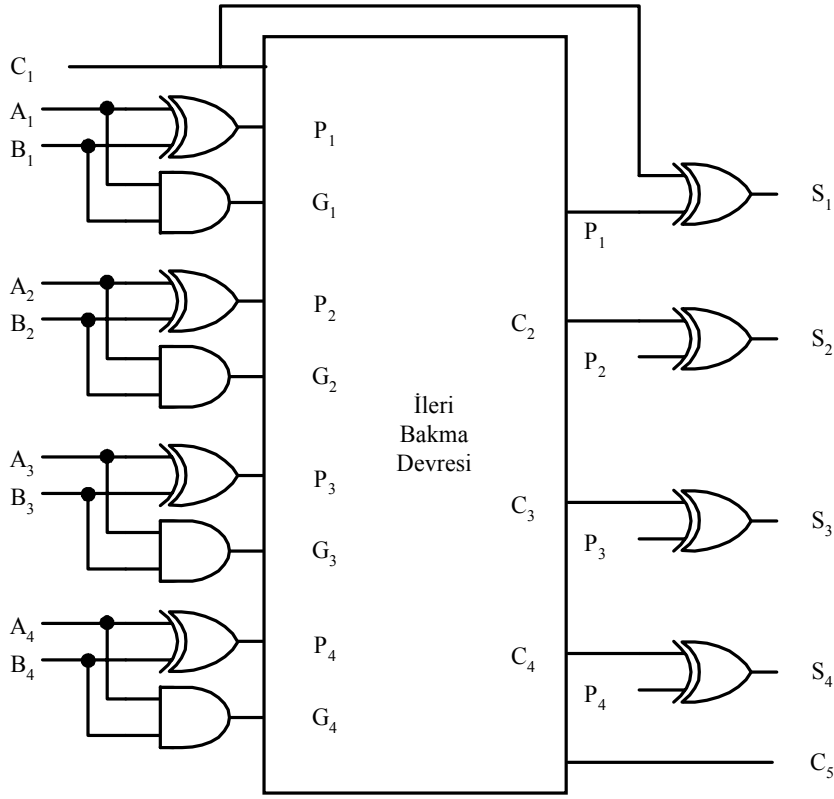 C₁
A₁
B₁
P₁
G₁
P₁
S₁
A₂
B₂
P₂
G₂
C₂
P₂
S₂
İleri
Bakma
Devresi
A₃
B₃
P₃
G₃
C₃
P₃
S₃
A₄
B₄
P₄
G₄
C₄
P₄
S₄
C₅